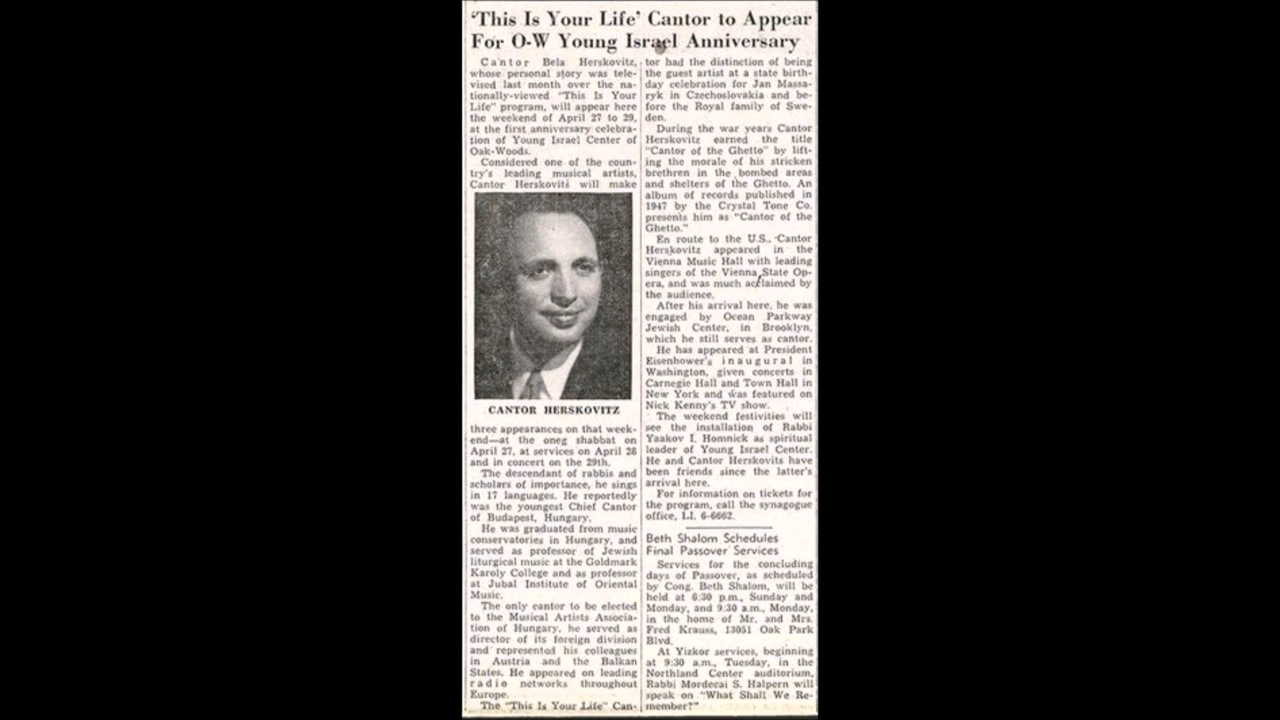 ‘This Is Your Life’ Cantor to Appear
For O-W Young Israel Anniversary
Cantor Bela Herskovitz,
whose personal story was tele-
vised last month over the na-
tionally-viewed "This Is Your
Life" program, will appear here
the weekend of April 27 to 29,
at the first anniversary celebra-
tion of Young Israel Center of
Oak-Woods.
Considered one of the coun-
try's leading musical artists,
Cantor Herskovits will make
CANTOR HERSKOVITZ
three appearances on that week-
end—at the oneg shabbat on
April 27, at services on April 28
and in concert on the 29th.
The descendant of rabbis and
scholars of importance, he sings
in 17 languages. He reportedly
was the youngest Chief Cantor
of Budapest, Hungary.
He was graduated from music
conservatories in Hungary, and
served as professor of Jewish
liturgical music at the Goldmark
Karoly College and as professor
at Jubal Institute of Oriental
Music.
The only cantor to be elected
to the Musical Artists Associa-
tion of Hungary, he served as
director of its foreign division
and represented his colleagues
in Austria and the Balkan
States. He appeared on leading
radio networks throughout
Europe.
The "This Is Your Life" Can-
tor had the distinction of being
the guest artist at a state birth-
day celebration for Jan Massa-
ryk in Czechoslovakia and be-
fore the Royal family of Swe-
den.
During the war years Cantor
Herskovitz earned the title
"Cantor of the Ghetto" by lift-
ing the morale of his stricken
brethren in the bombed areas
and shelters of the Ghetto. An
album of records published in
1947 by the Crystal Tone Co.
presents him as "Cantor of the
Ghetto."
En route to the U.S., Cantor
Herskovitz appeared in the
Vienna Music Hall with leading
singers of the Vienna State Op-
era, and was much acclaimed by
the audience.
After his arrival here, he was
engaged by Ocean Parkway
Jewish Center, in Brooklyn,
which he still serves as cantor.
He has appeared at President
Eisenhower's inaugural in
Washington, given concerts in
Carnegie Hall and Town Hall in
New York and was featured on
Nick Kenny's TV show.
The weekend festivities will
see the installation of Rabbi
Yaakov I. Homnick as spiritual
leader of Young Israel Center.
He and Cantor Herskovits have
been friends since the latter's
arrival here.
For information on tickets for
the program, call the synagogue
office, LI. 6-6662.
Beth Shalom Schedules
Final Passover Services
Services for the concluding
days of Passover, as scheduled
by Cong. Beth Shalom, will be
held at 6:30 p.m., Sunday and
Monday, and 9:30 a.m., Monday,
in the home of Mr. and Mrs.
Fred Krauss, 13051 Oak Park
Blvd.
At Yizkor services, beginning
at 9:30 a.m., Tuesday, in the
Northland Center auditorium,
Rabbi Mordecai S. Halpern will
speak on "What Shall We Re-
member?"